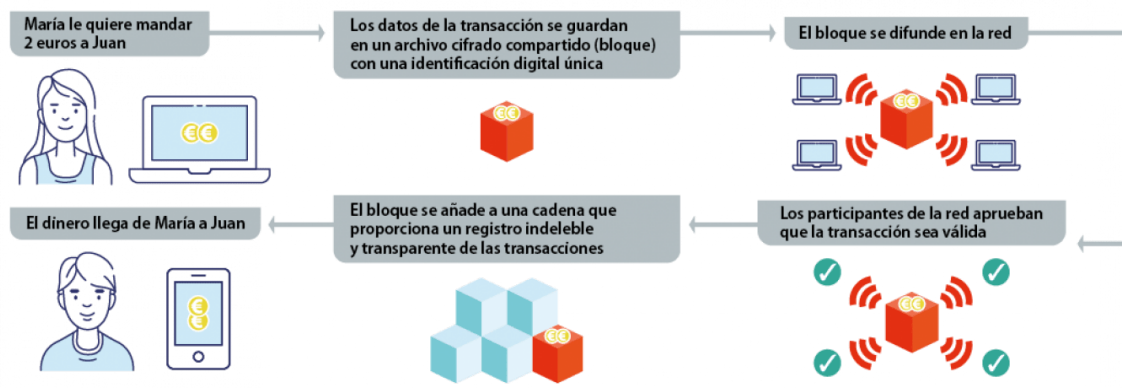 María le quiere mandar
2 euros a Juan
Los datos de la transacción se guardan
en un archivo cifrado compartido (bloque)
con una identificación digital única
El bloque se difunde en la red
Los participantes de la red aprueban
que la transacción sea válida
El bloque se añade a una cadena que
proporciona un registro indeleble
y transparente de las transacciones
El dinero llega de María a Juan